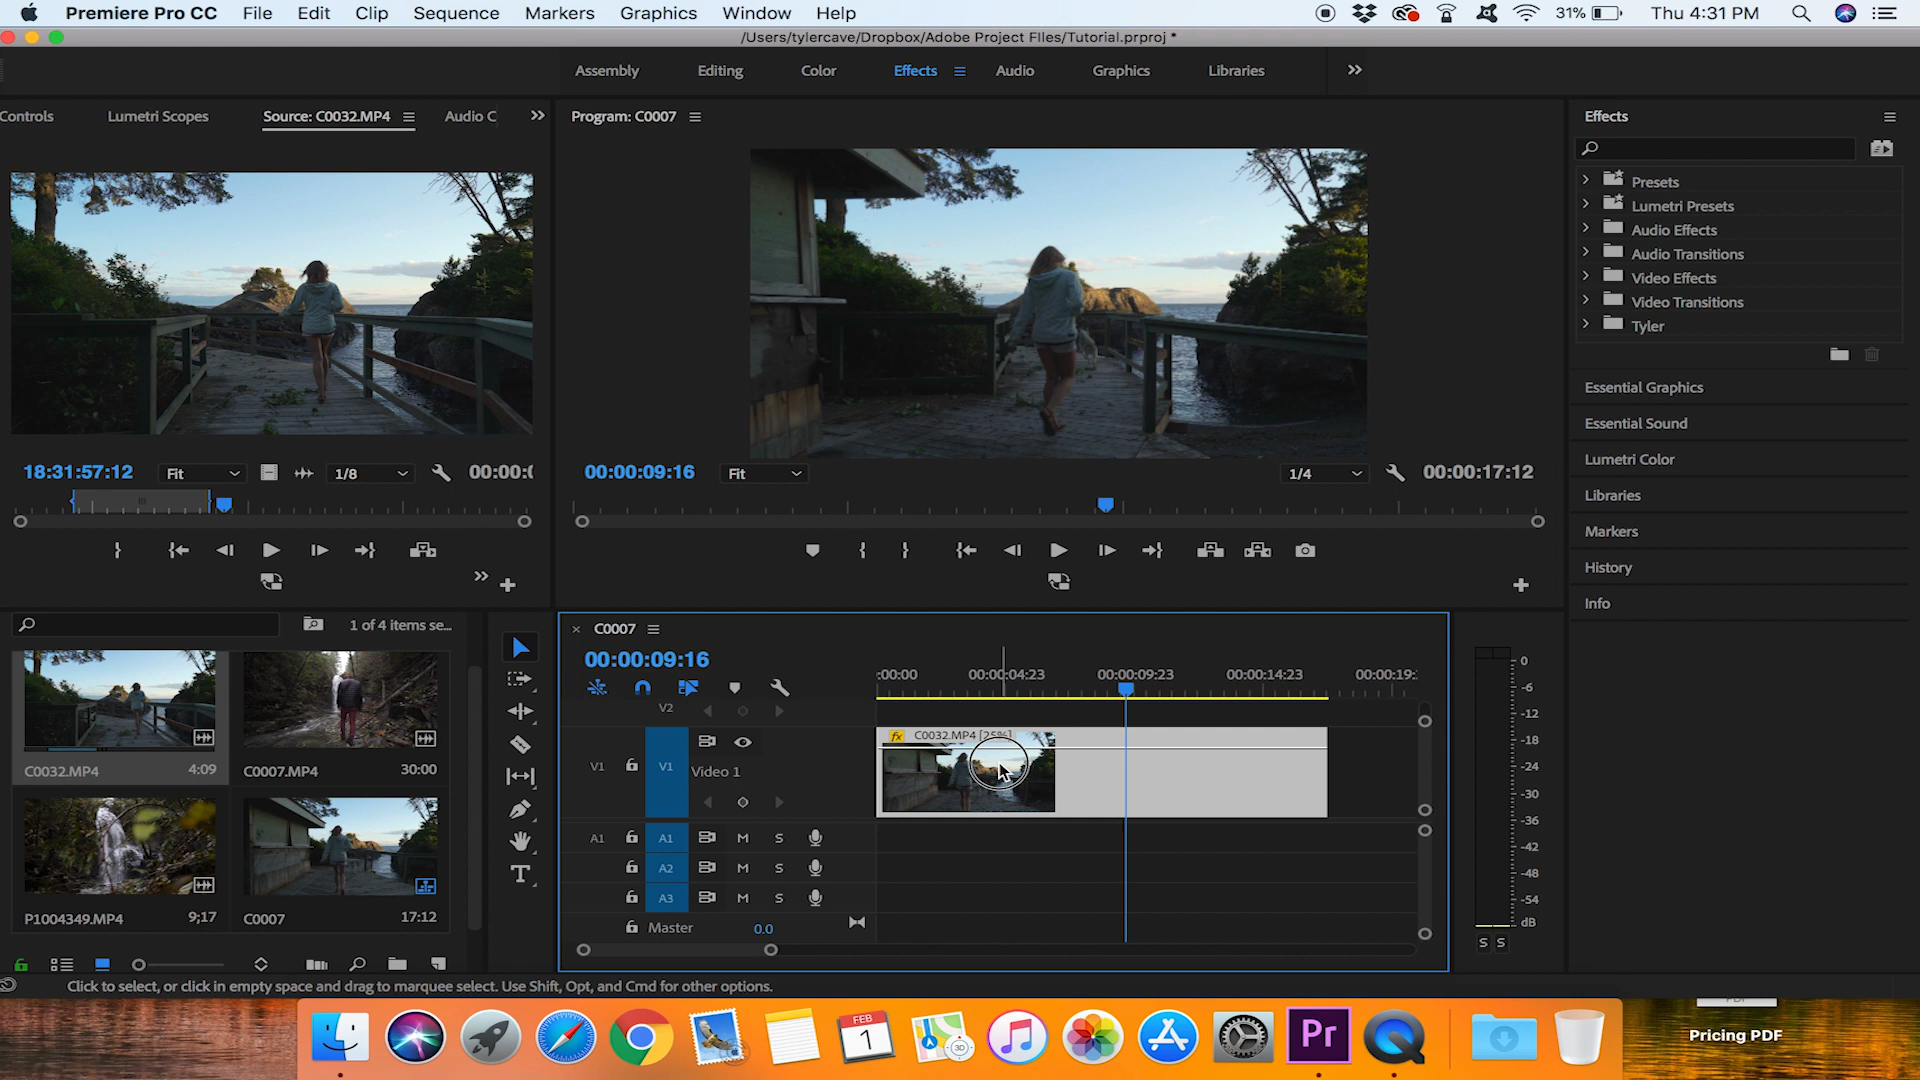 Premiere Pro CC File Edit Clip Sequence Markers Graphics Window Help 31% Thu 4:31 PM
/Users/tylercave/Dropbox/Adobe Project FIles/Tutorial.prproj *
Assembly Editing Color Effects Audio Graphics Libraries
Controls Lumetri Scopes Source: C0032.MP4 Audio C
Program: C0007
Effects
Presets
Lumetri Presets
Audio Effects
Audio Transitions
Video Effects
Video Transitions
Tyler
Essential Graphics
Essential Sound
Lumetri Color
Libraries
Markers
History
Info
18:31:57:12 Fit 1/8 00:00:0
00:00:09:16 Fit 1/4 00:00:17:12
1 of 4 items se...
C0032.MP4 4:09
C0007.MP4 30:00
P1004349.MP4 9;17
C0007 17:12
C0007
00:00:09:16
:00:00 00:00:04:23 00:00:09:23 00:00:14:23 00:00:19:
V2
fx C0032.MP4 [25%]
V1 V1 Video 1
A1 A1 M S
A2 M S
A3 M S
Master 0.0
0
-6
-12
-18
-24
-30
-36
-42
-48
-54
dB
S S
T
Click to select, or click in empty space and drag to marquee select. Use Shift, Opt, and Cmd for other options.
FEB
1
3D
Pr
PDF
Pricing PDF